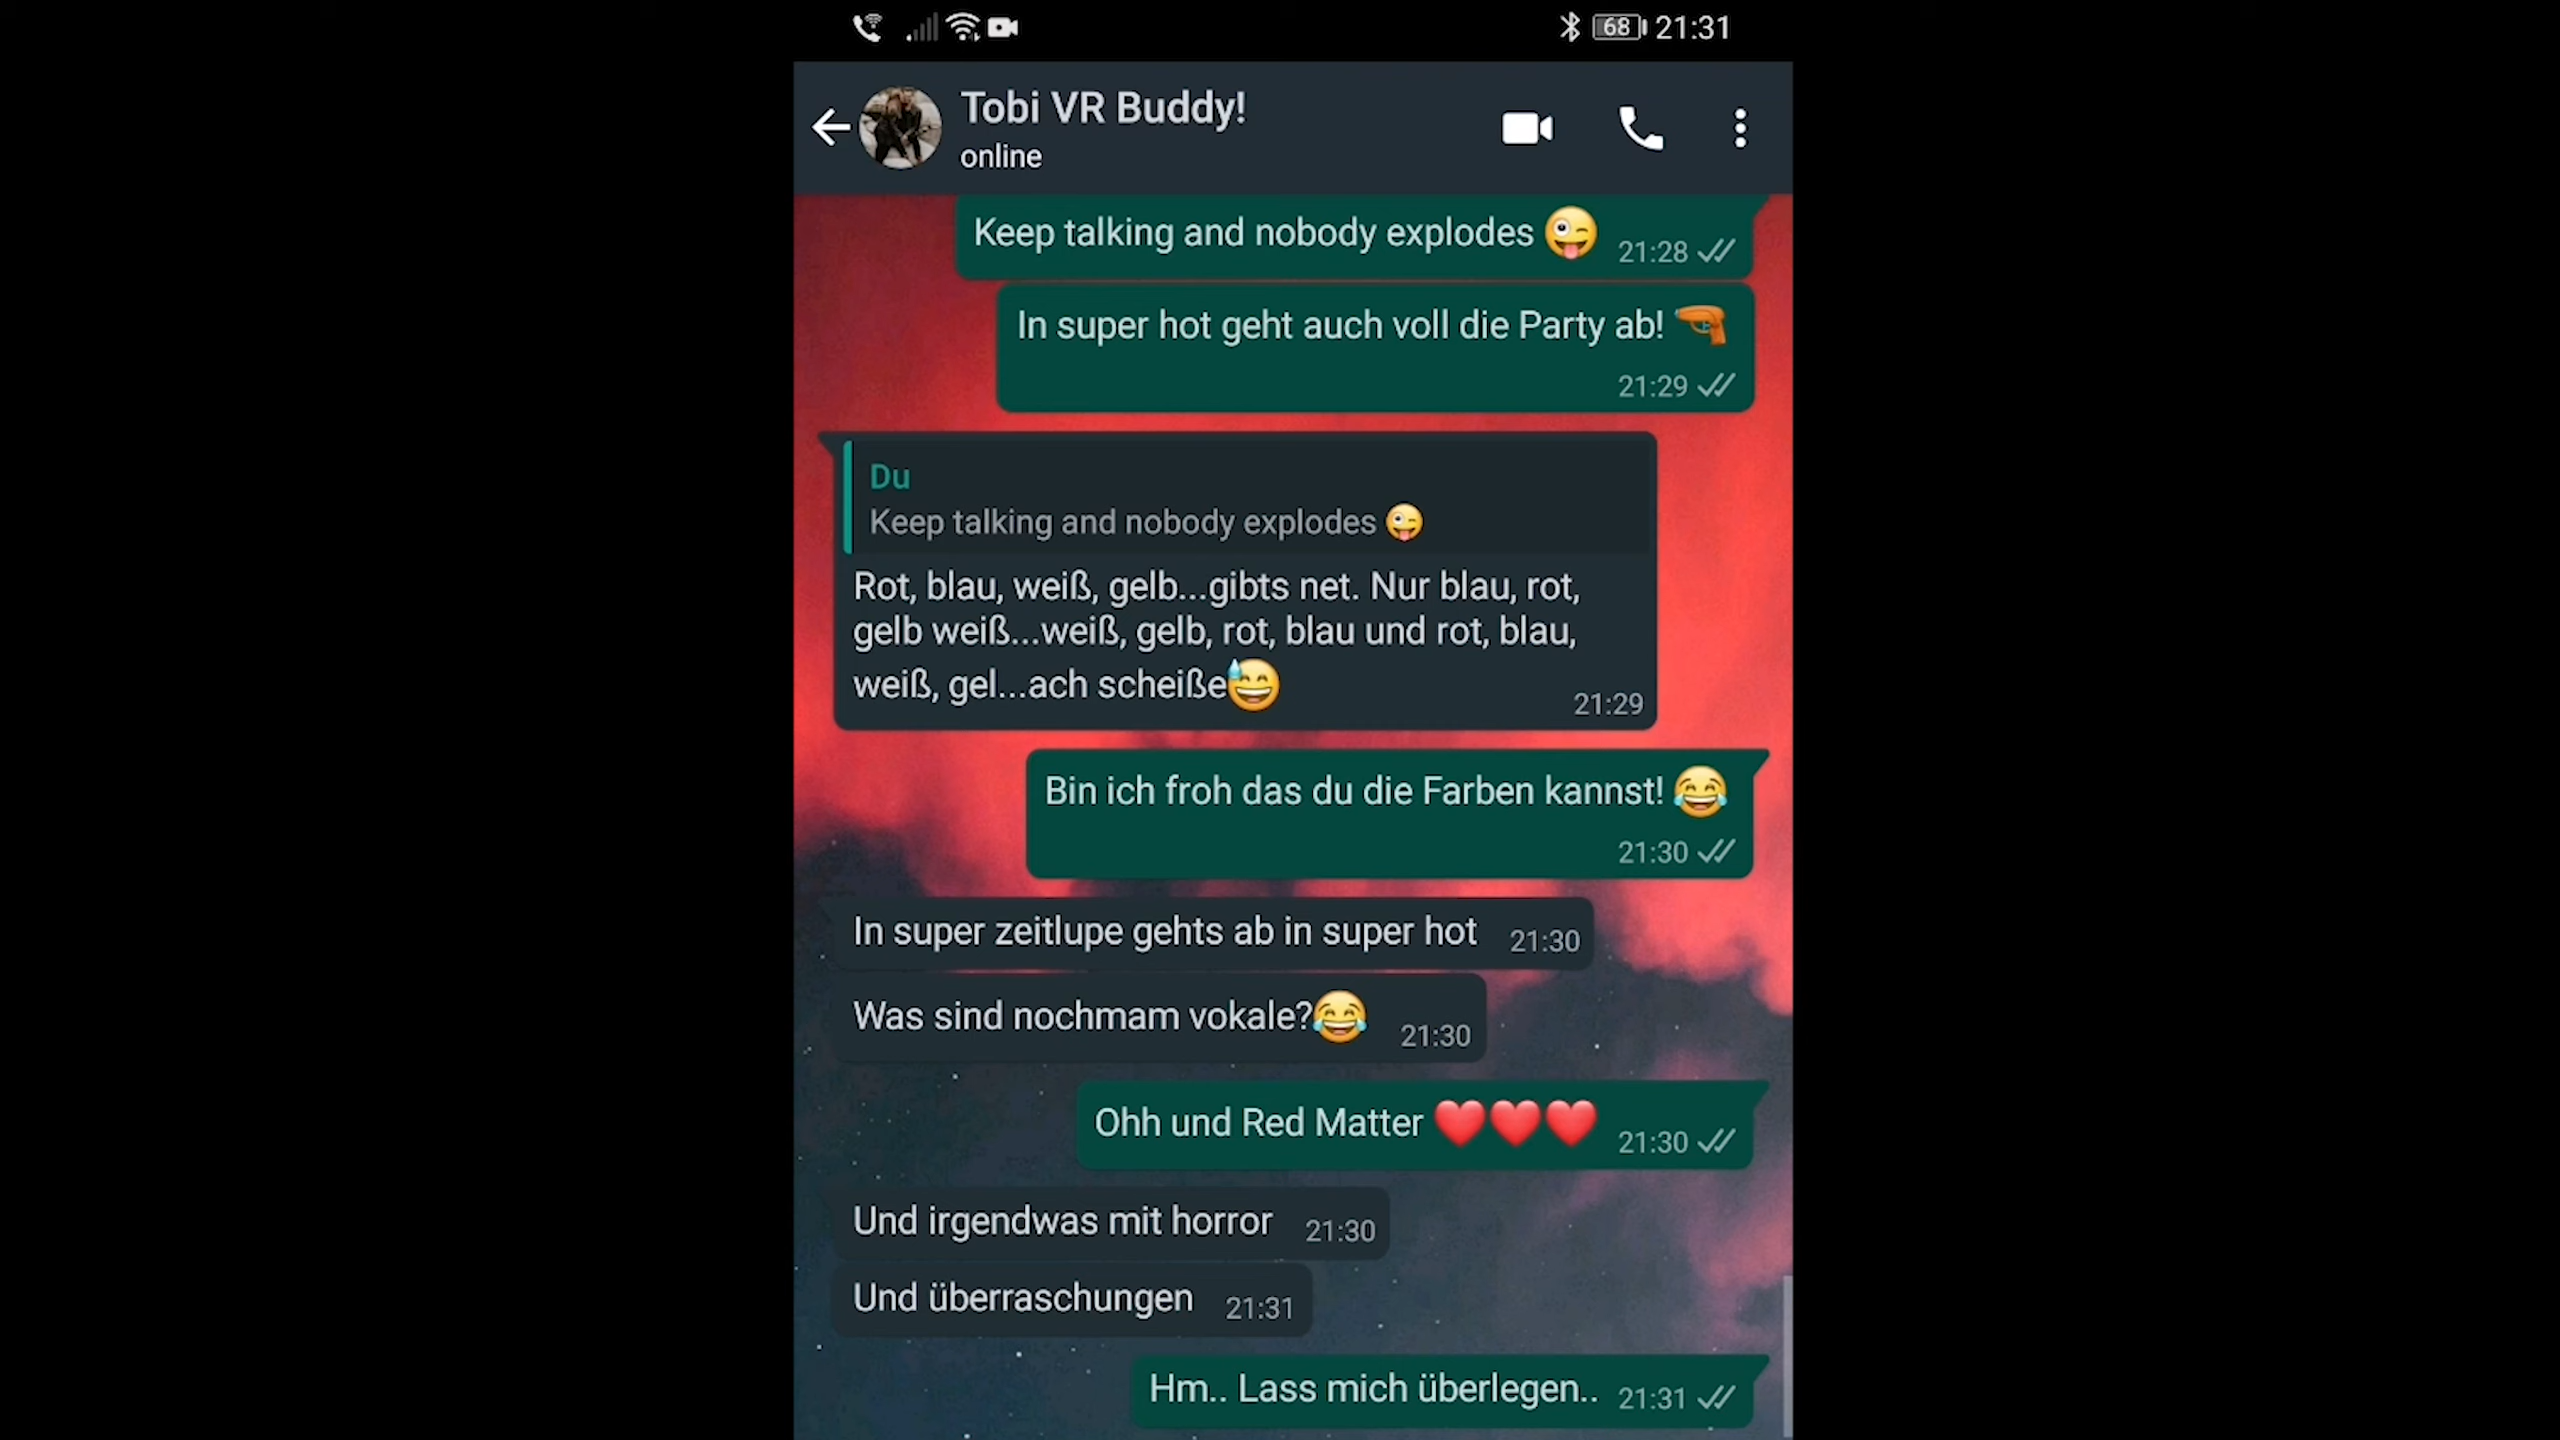 68 21:31
Tobi VR Buddy!
online
Keep talking and nobody explodes 😜 21:28
In super hot geht auch voll die Party ab! 🔫
21:29
Du
Keep talking and nobody explodes 😜
Rot, blau, weiß, gelb...gibts net. Nur blau, rot,
gelb weiß...weiß, gelb, rot, blau und rot, blau,
weiß, gel...ach scheiße😅
21:29
Bin ich froh das du die Farben kannst! 😂
21:30
In super zeitlupe gehts ab in super hot 21:30
Was sind nochmam vokale?😂 21:30
Ohh und Red Matter ❤️❤️❤️ 21:30
Und irgendwas mit horror 21:30
Und überraschungen 21:31
Hm.. Lass mich überlegen.. 21:31